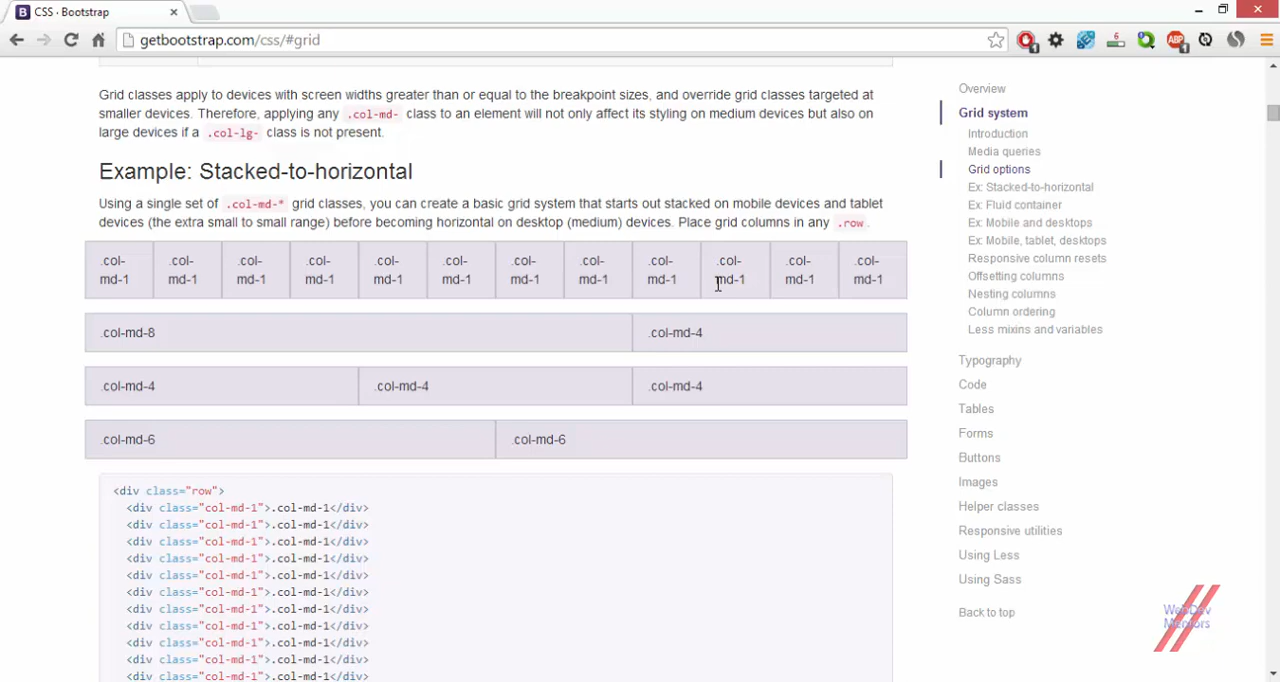 CSS · Bootstrap
getbootstrap.com/css/#grid
Grid classes apply to devices with screen widths greater than or equal to the breakpoint sizes, and override grid classes targeted at
smaller devices. Therefore, applying any .col-md- class to an element will not only affect its styling on medium devices but also on
large devices if a .col-lg- class is not present.
Example: Stacked-to-horizontal
Using a single set of .col-md-* grid classes, you can create a basic grid system that starts out stacked on mobile devices and tablet
devices (the extra small to small range) before becoming horizontal on desktop (medium) devices. Place grid columns in any .row.
.col- .col- .col- .col- .col- .col- .col- .col- .col- .col- .col- .col-
md-1 md-1 md-1 md-1 md-1 md-1 md-1 md-1 md-1 md-1 md-1 md-1
.col-md-8 .col-md-4
.col-md-4 .col-md-4 .col-md-4
.col-md-6 .col-md-6
<div class="row">
<div class="col-md-1">.col-md-1</div>
<div class="col-md-1">.col-md-1</div>
<div class="col-md-1">.col-md-1</div>
<div class="col-md-1">.col-md-1</div>
<div class="col-md-1">.col-md-1</div>
<div class="col-md-1">.col-md-1</div>
<div class="col-md-1">.col-md-1</div>
<div class="col-md-1">.col-md-1</div>
<div class="col-md-1">.col-md-1</div>
<div class="col-md-1">.col-md-1</div>
<div class="col-md-1">.col-md-1</div>
Overview
Grid system
Introduction
Media queries
Grid options
Ex: Stacked-to-horizontal
Ex: Fluid container
Ex: Mobile and desktops
Ex: Mobile, tablet, desktops
Responsive column resets
Offsetting columns
Nesting columns
Column ordering
Less mixins and variables
Typography
Code
Tables
Forms
Buttons
Images
Helper classes
Responsive utilities
Using Less
Using Sass
Back to top
WebDev
Mentors